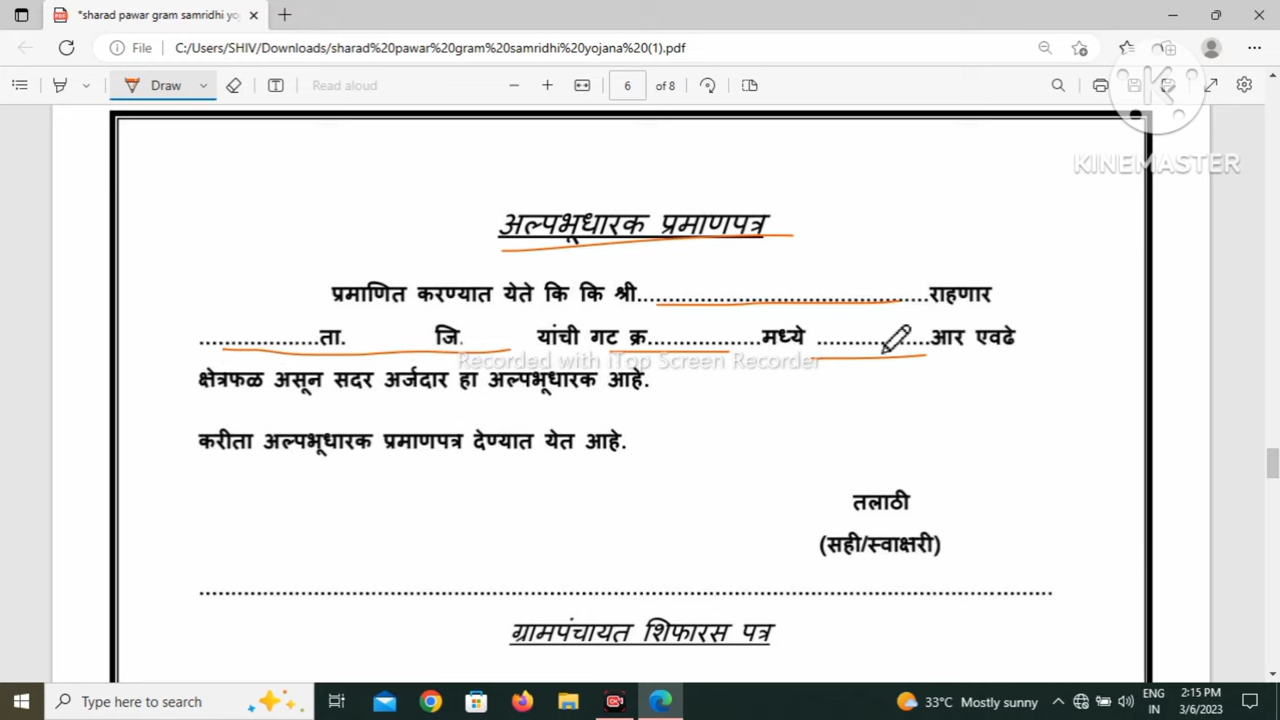 *sharad pawar gram samridhi yoj
File C:/Users/SHIV/Downloads/sharad%20pawar%20gram%20samridhi%20yojana%20(1).pdf
Draw Read aloud 6 of 8
KINEMASTER
अल्पभूधारक प्रमाणपत्र
प्रमाणित करण्यात येते कि कि श्री..............................................राहणार
...................ता. जि. यांची गट क्र..................मध्ये ..................आर एवढे
Recorded with iTop Screen Recorder
क्षेत्रफळ असून सदर अर्जदार हा अल्पभूधारक आहे.
करीता अल्पभूधारक प्रमाणपत्र देण्यात येत आहे.
तलाठी
(सही/स्वाक्षरी)
........................................................................................................................................
ग्रामपंचायत शिफारस पत्र
Type here to search 33°C Mostly sunny ENG 2:15 PM
IN 3/6/2023